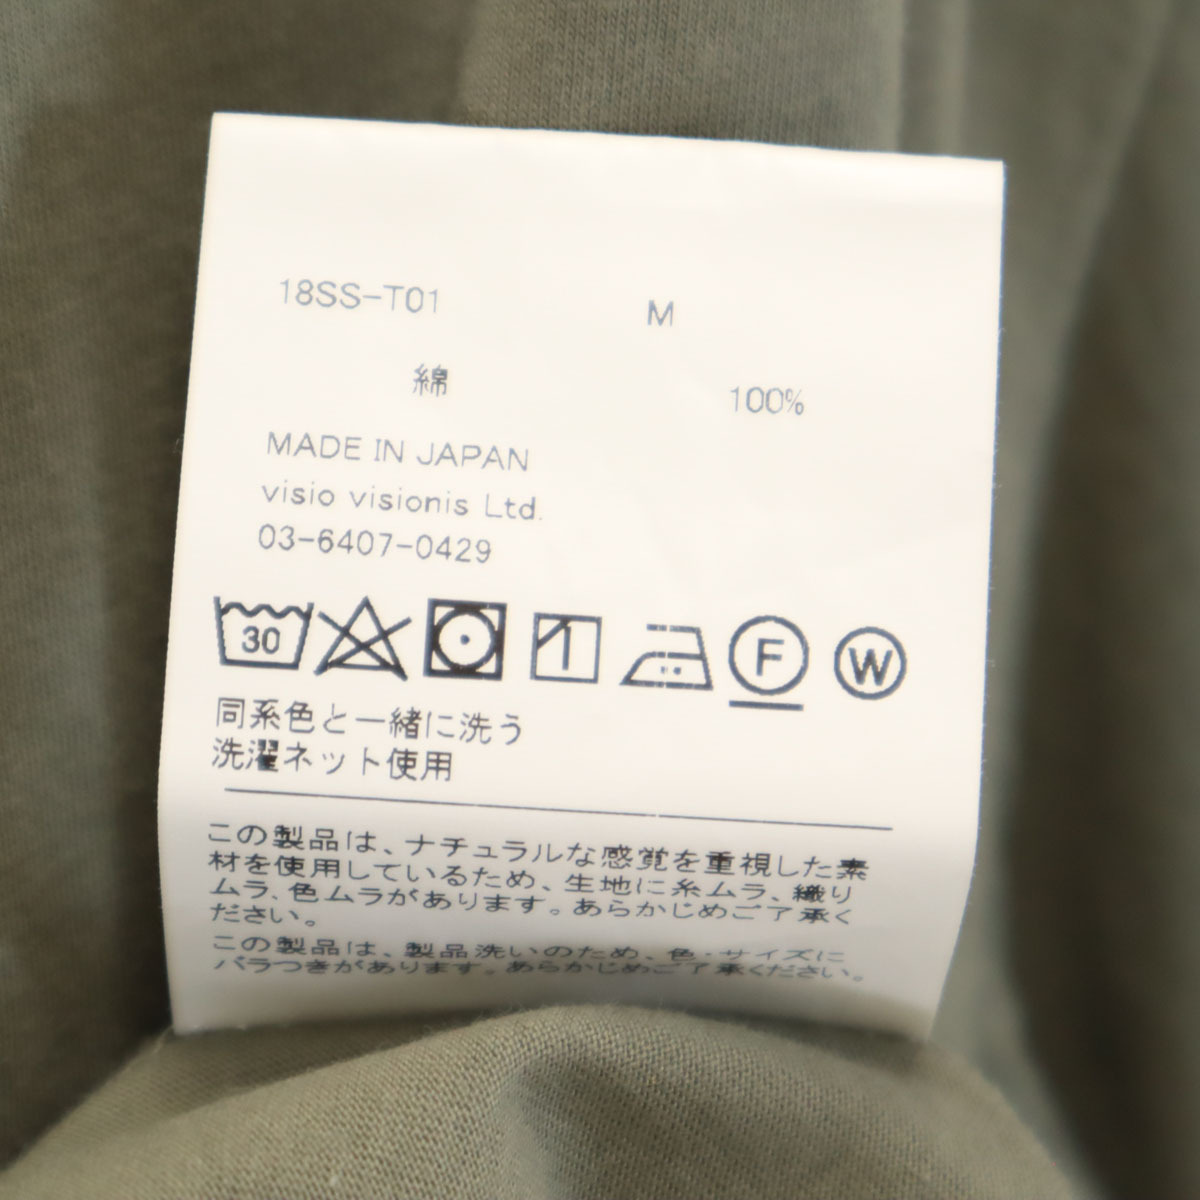 18SS-T01 M
綿 100%
MADE IN JAPAN
visio visionis Ltd.
03-6407-0429
30 F W
同系色と一緒に洗う
洗濯ネット使用
この製品は、ナチュラルな感覚を重視した素
材を使用しているため、生地に糸ムラ、織り
ムラ、色ムラがあります。あらかじめご了承く
ださい。
この製品は、製品洗いのため、色・サイズに
バラつきがあります。あらかじめご了承ください。